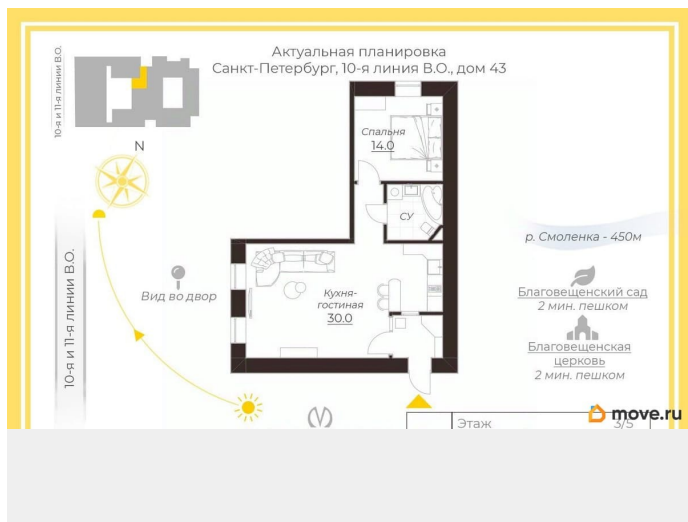 Актуальная планировка
Санкт-Петербург, 10-я линия В.О., дом 43
10-я и 11-я линии В.О.
N
Спальня
14.0
СУ
р. Смоленка - 450м
10-я и 11-я линии В.О.
Вид во двор
Кухня-
гостиная
30.0
Благовещенский сад
2 мин. пешком
Благовещенская
церковь
2 мин. пешком
Этаж 3/5
move.ru